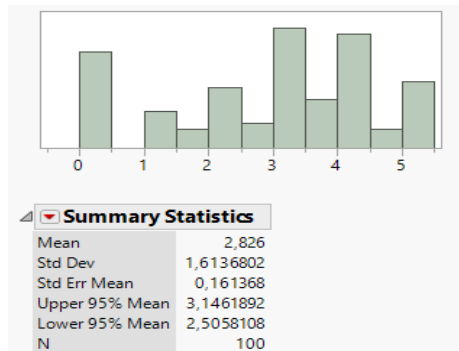 0 1 2 3 4 5
Summary Statistics
Mean 2,826
Std Dev 1,6136802
Std Err Mean 0,161368
Upper 95% Mean 3,1461892
Lower 95% Mean 2,5058108
N 100